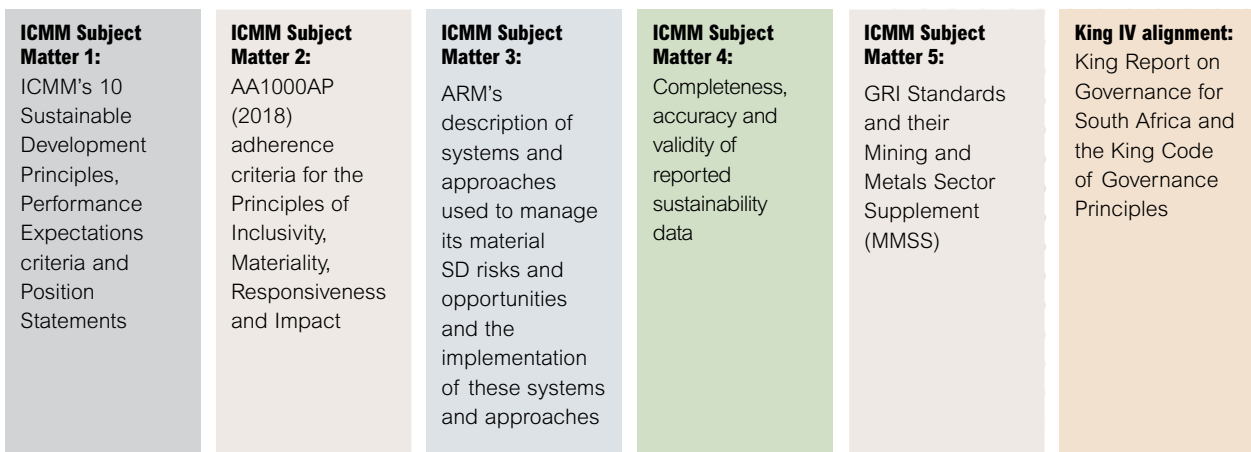 ICMM Subject
Matter 1:
ICMM's 10
Sustainable
Development
Principles,
Performance
Expectations
criteria and
Position
Statements
ICMM Subject
Matter 2:
AA1000AP
(2018)
adherence
criteria for the
Principles of
Inclusivity,
Materiality,
Responsiveness
and Impact
ICMM Subject
Matter 3:
ARM's
description of
systems and
approaches
used to manage
its material
SD risks and
opportunities
and the
implementation
of these systems
and approaches
ICMM Subject
Matter 4:
Completeness,
accuracy and
validity of
reported
sustainability
data
ICMM Subject
Matter 5:
GRI Standards
and their
Mining and
Metals Sector
Supplement
(MMSS)
King IV alignment:
King Report on
Governance for
South Africa and
the King Code
of Governance
Principles